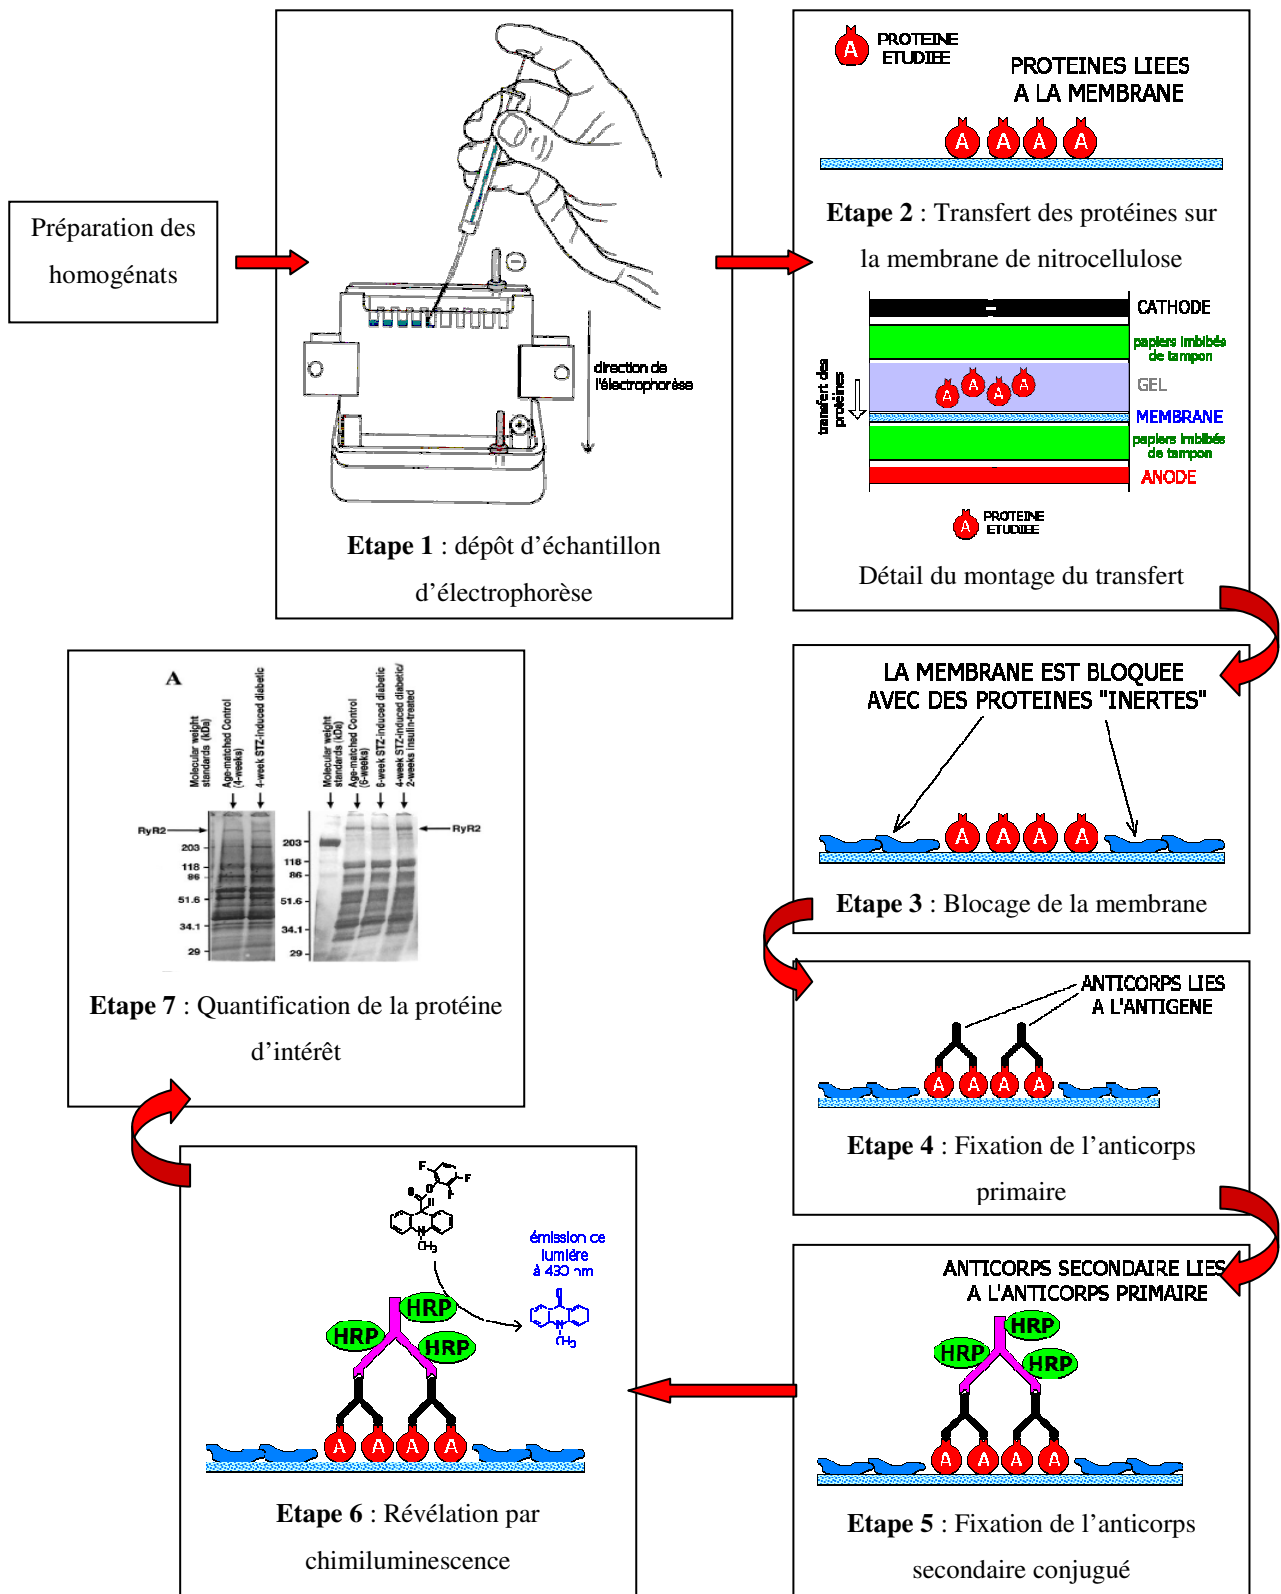 Préparation des
homogénats
direction de
l'électrophorèse
Etape 1 : dépôt d'échantillon
d'électrophorèse
A
PROTEINE
ETUDIEE
PROTEINES LIEES
A LA MEMBRANE
A A A A
Etape 2 : Transfert des protéines sur
la membrane de nitrocellulose
CATHODE
papiers imbibés
de tampon
transfert des
protéines
A A A A
GEL
MEMBRANE
papiers imbibés
de tampon
ANODE
A
PROTEINE
ETUDIEE
Détail du montage du transfert
LA MEMBRANE EST BLOQUEE
AVEC DES PROTEINES "INERTES"
A A A A
Etape 3 : Blocage de la membrane
ANTICORPS LIES
A L'ANTIGENE
A A A A
Etape 4 : Fixation de l'anticorps
primaire
ANTICORPS SECONDAIRE LIES
A L'ANTICORPS PRIMAIRE
HRP
HRP
HRP
A A A A
Etape 5 : Fixation de l'anticorps
secondaire conjugué
F
F
O
F
O
N
CH3
émission de
lumière
à 430 nm
O
N
CH3
HRP
HRP
HRP
A A A A
Etape 6 : Révélation par
chimiluminescence
A
Molecular weight
standards (kDa)
Age-matched Control
(4-weeks)
4-week STZ-induced diabetic
Molecular weight
standards (kDa)
Age-matched Control
(6-weeks)
6-week STZ-induced diabetic
4-week STZ-induced diabetic/
2-weeks insulin-treated
RyR2
203
118
86
51.6
34.1
29
RyR2
203
118
86
51.6
34.1
29
Etape 7 : Quantification de la protéine
d'intérêt